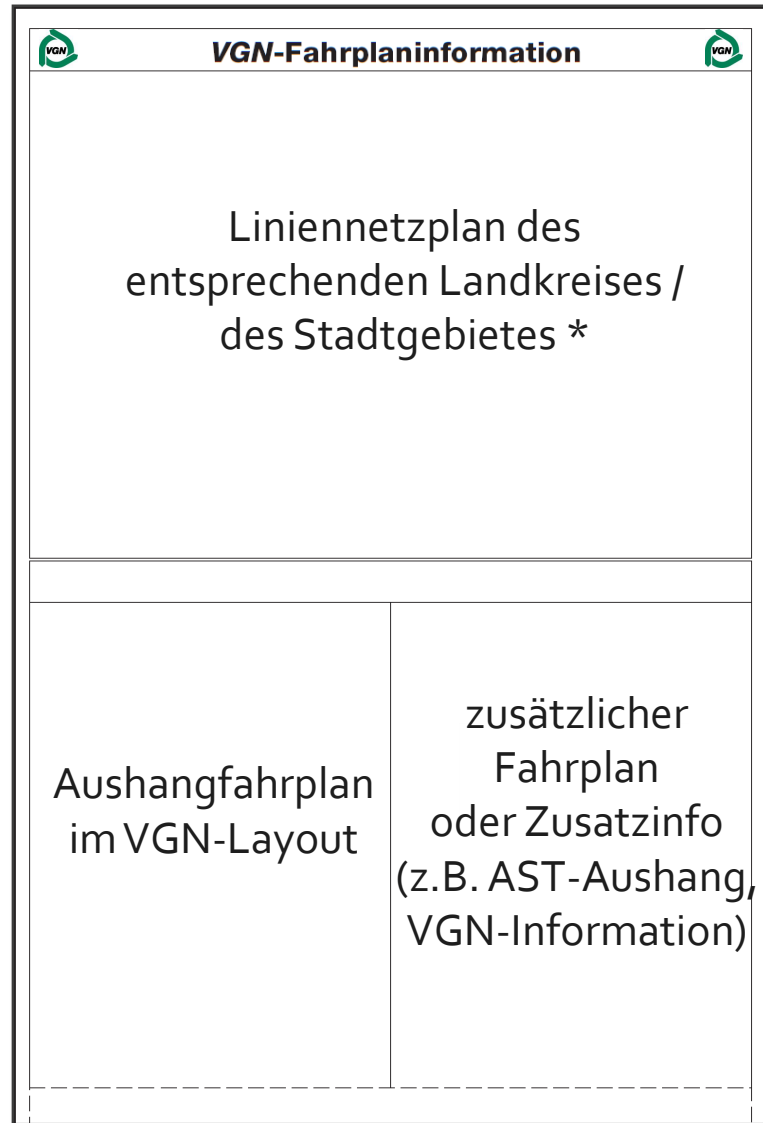 VGN
VGN-Fahrplaninformation
VGN
Liniennetzplan des
entsprechenden Landkreises /
des Stadtgebietes *
Aushangfahrplan
im VGN-Layout
zusätzlicher
Fahrplan
oder Zusatzinfo
(z.B. AST-Aushang,
VGN-Information)